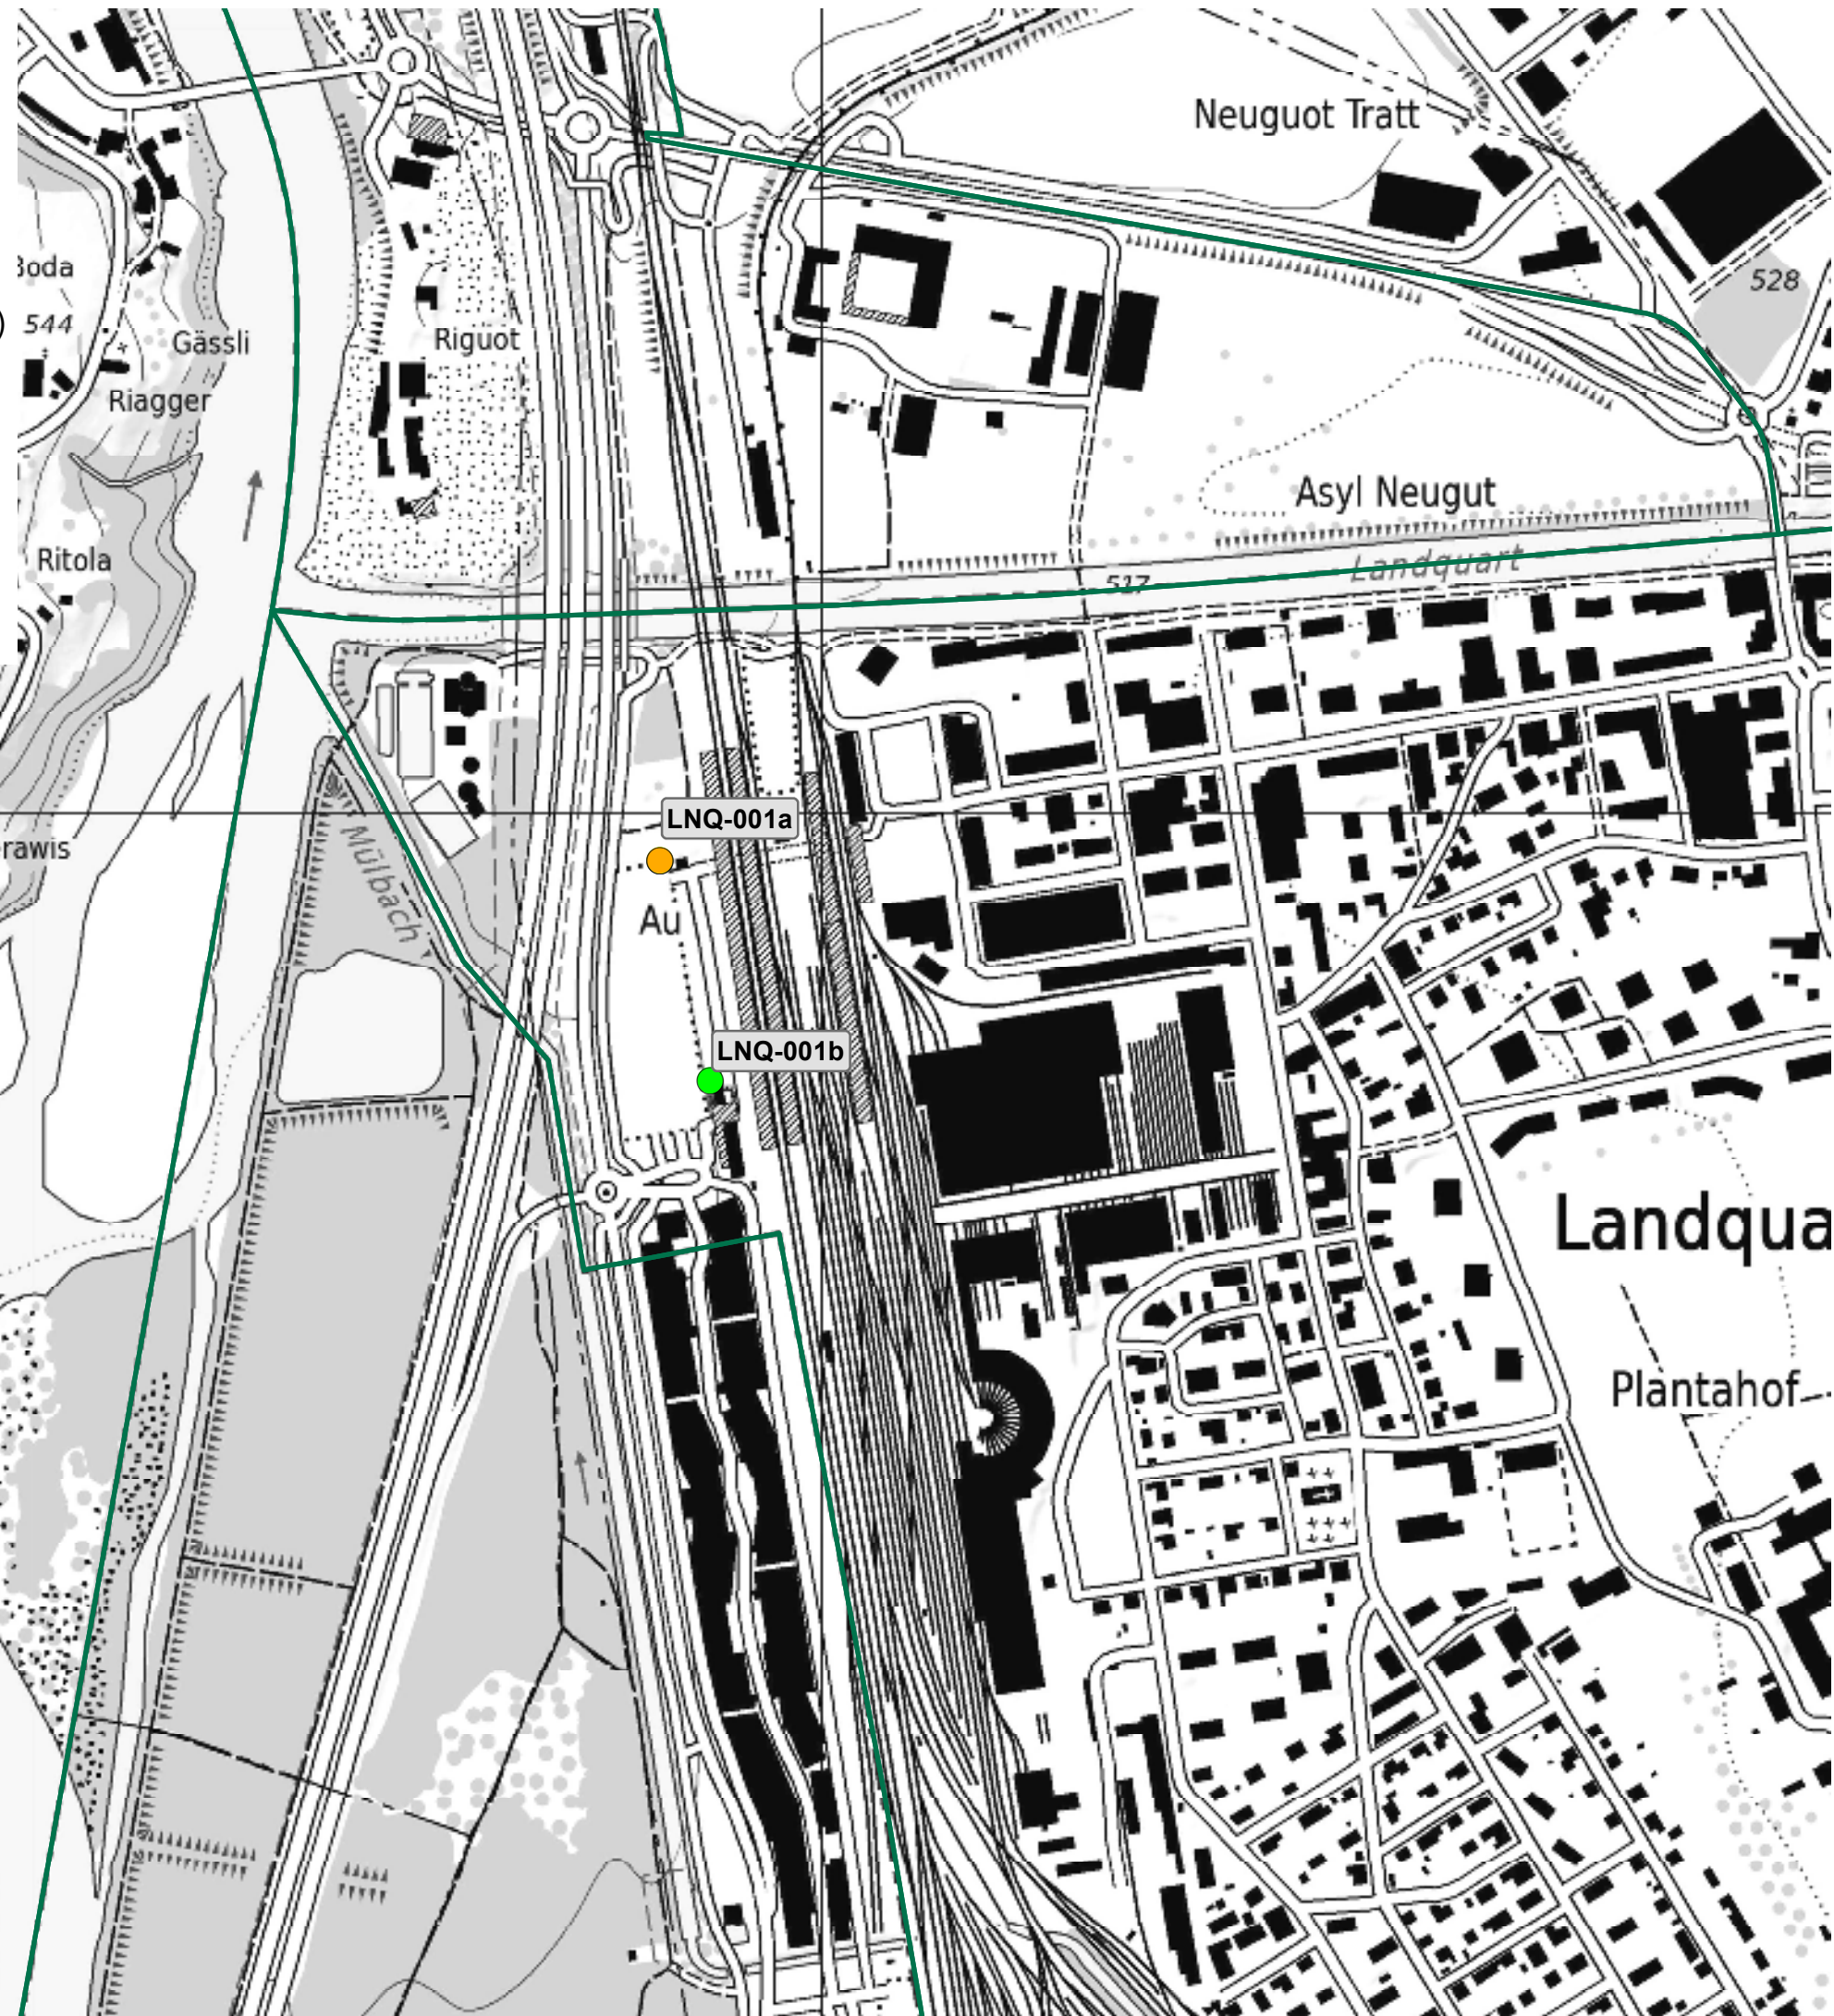 Neuguot Tratt
Boda
528
544
Gässli
Riguot
Riagger
Asyl Neugut
Ritola
Landquart
517
LNQ-001a
Mülbach
Au
LNQ-001b
Plantahof